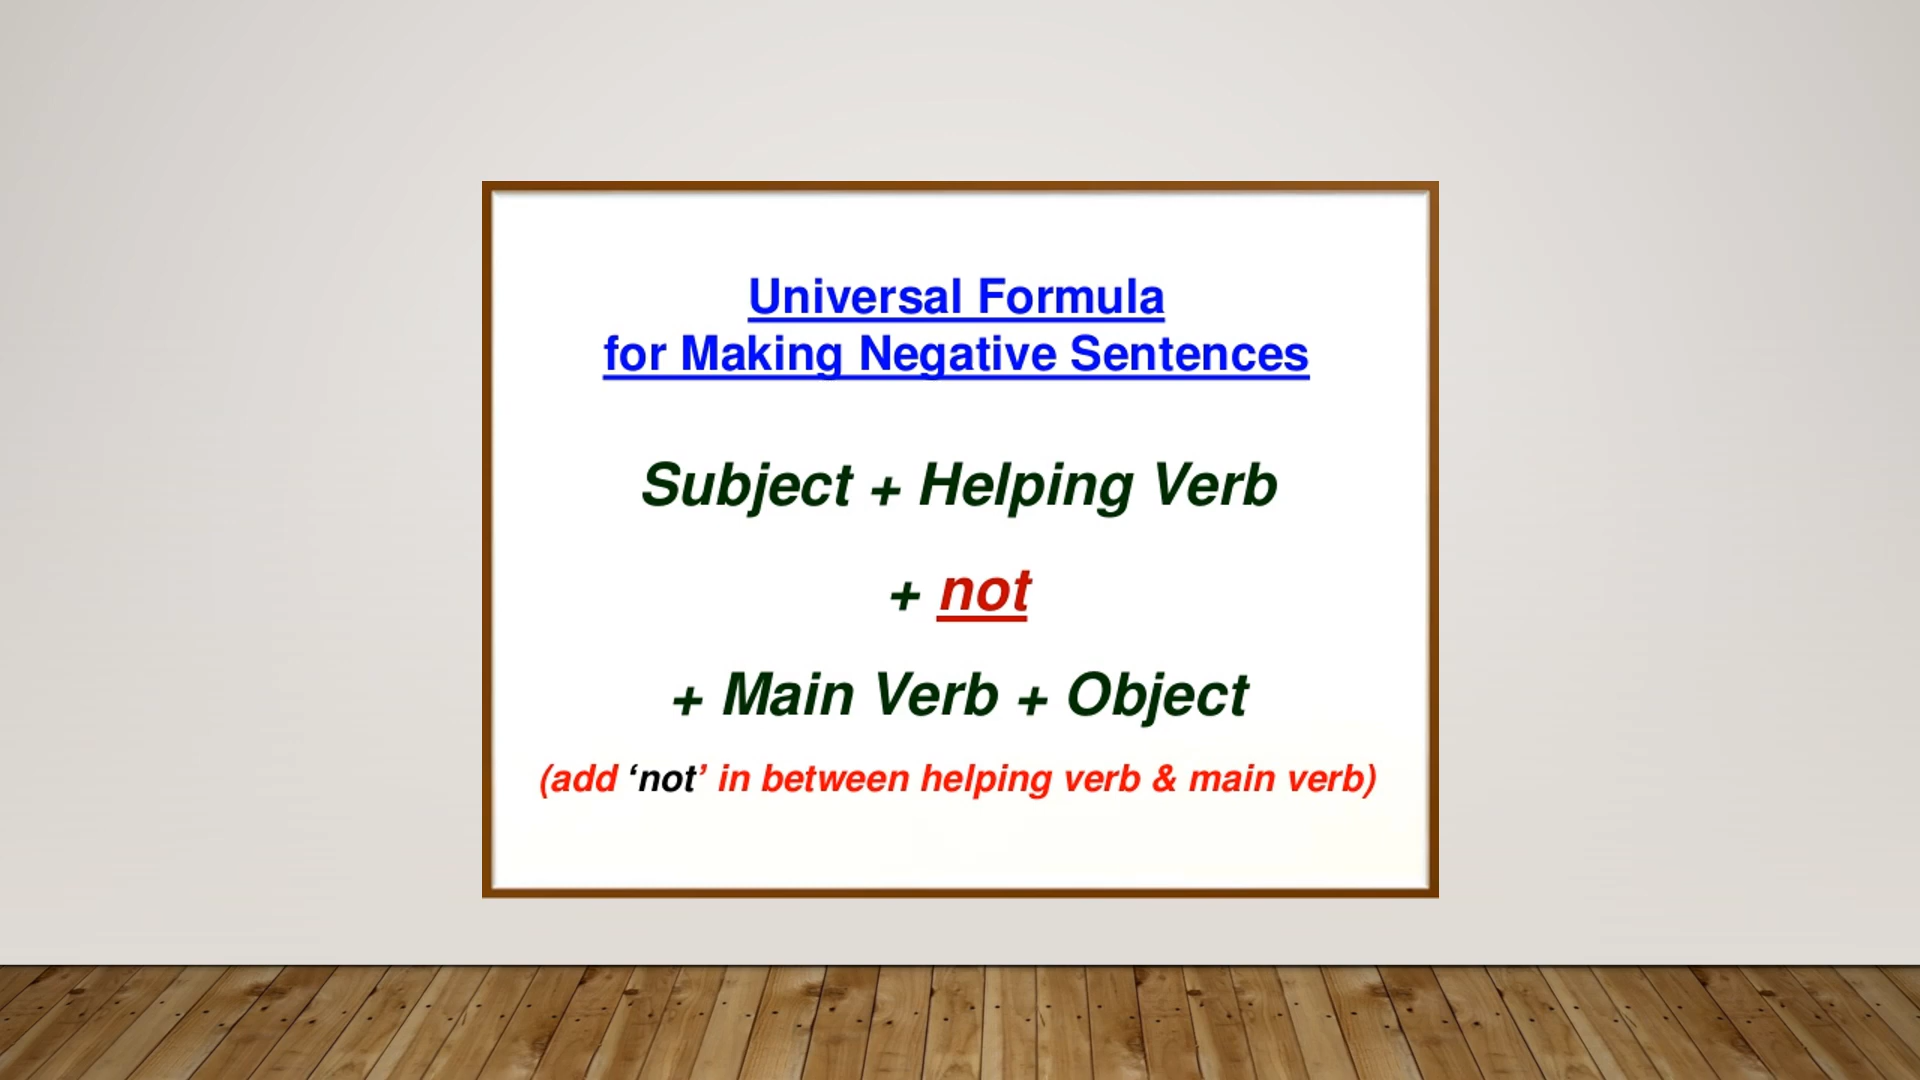 Universal Formula
for Making Negative Sentences
Subject + Helping Verb
+ not
+ Main Verb + Object
(add ‘not’ in between helping verb & main verb)